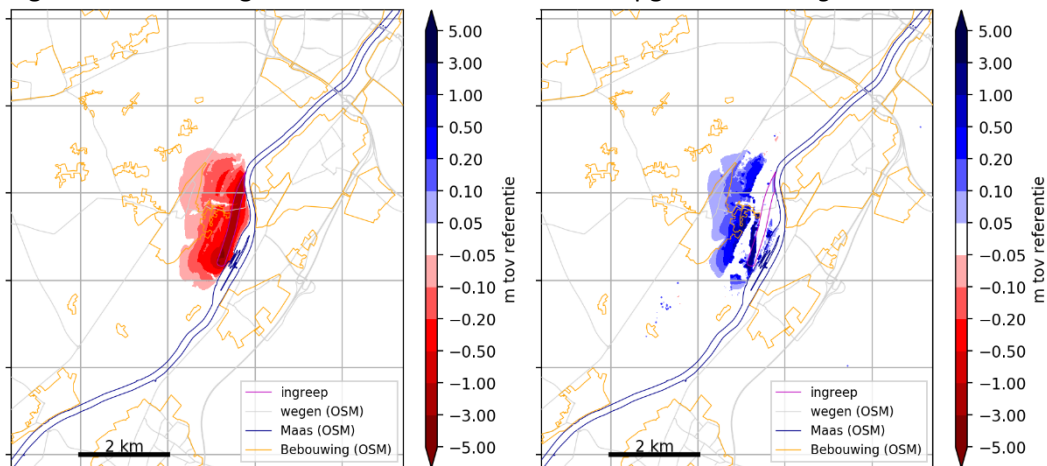 5.00
3.00
1.00
0.50
0.20
0.10
0.05
−0.05
−0.10
−0.20
−0.50
−1.00
−3.00
−5.00
m tov referentie
ingreep
wegen (OSM)
Maas (OSM)
Bebouwing (OSM)
2 km
5.00
3.00
1.00
0.50
0.20
0.10
0.05
−0.05
−0.10
−0.20
−0.50
−1.00
−3.00
−5.00
m tov referentie
ingreep
wegen (OSM)
Maas (OSM)
Bebouwing (OSM)
2 km